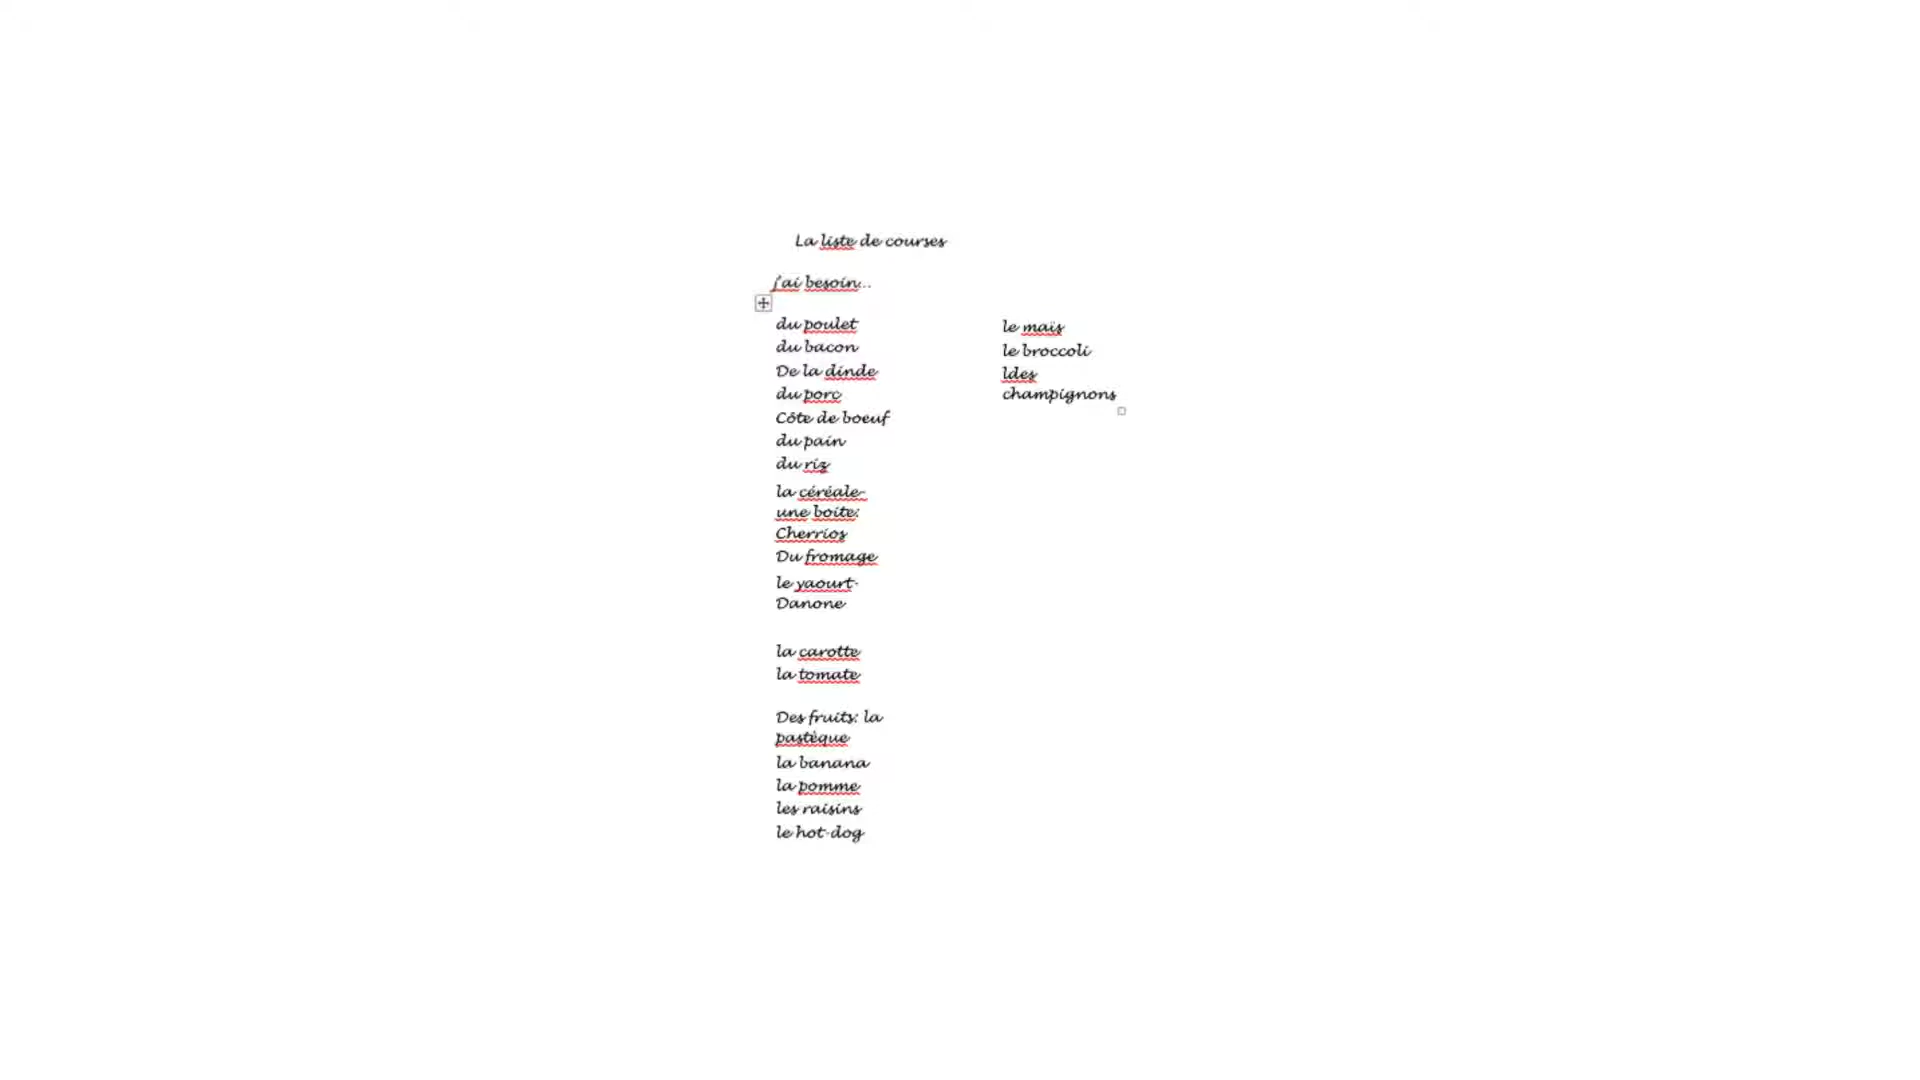 La liste de courses
j'ai besoin...
du poulet
du bacon
De la dinde
du porc
Côte de boeuf
du pain
du riz
la céréale-
une boite:
Cherrios
Du fromage
le yaourt-
Danone
la carotte
la tomate
Des fruits: la
pastèque
la banana
la pomme
les raisins
le hot-dog
le maïs
le broccoli
ldes
champignons